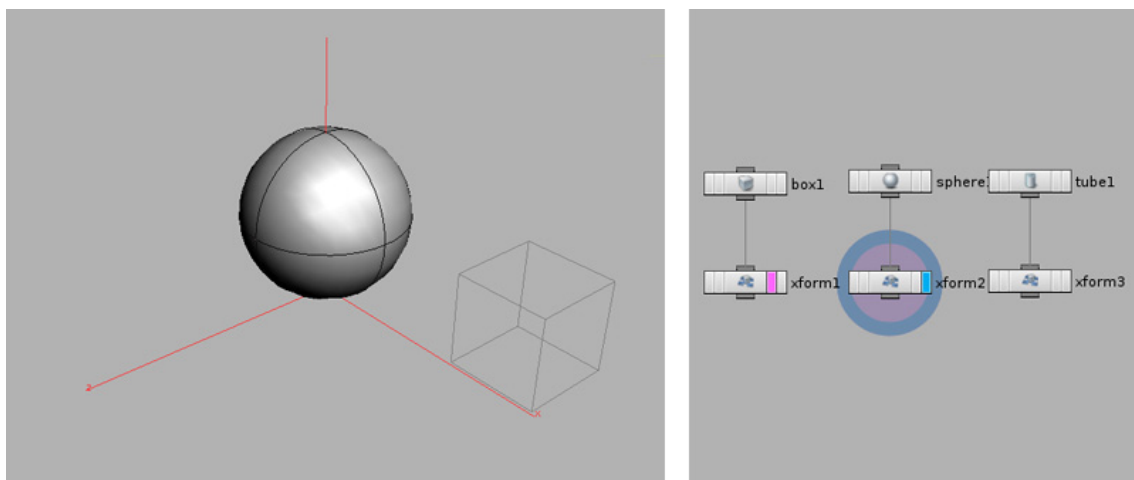 box1
sphere1
tube1
xform1
xform2
xform3
z
x